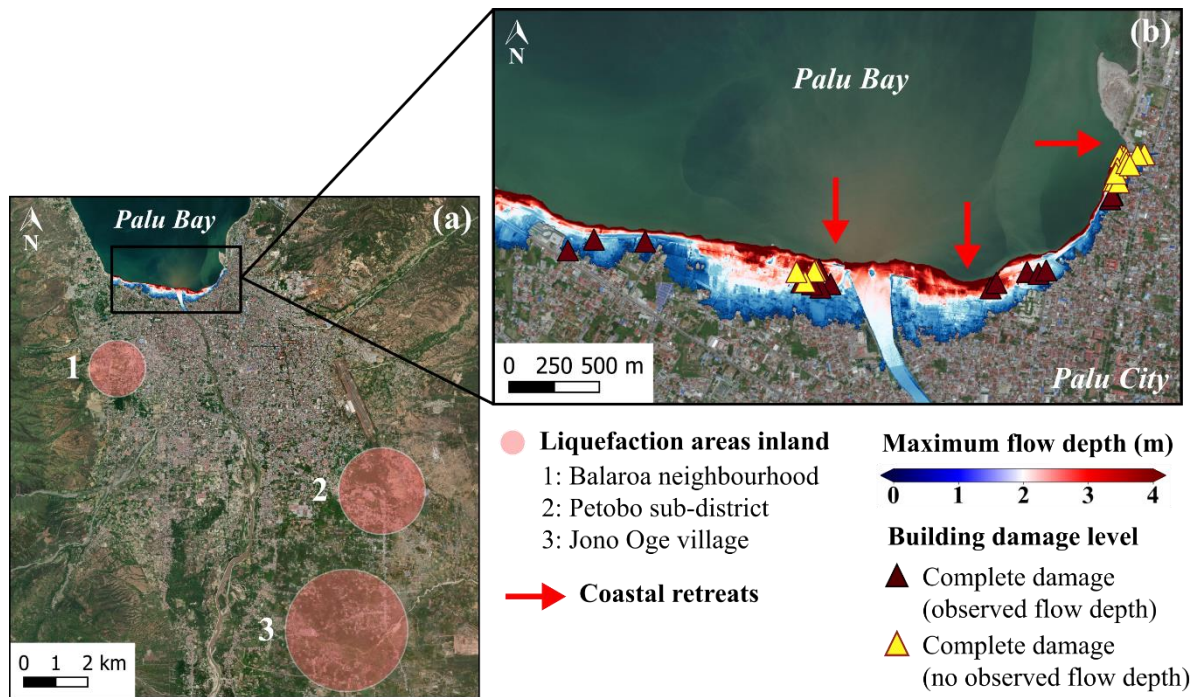 N
Palu Bay
(a)
1
2
3
0 1 2 km
N
Palu Bay
(b)
0 250 500 m
Palu City
Liquefaction areas inland
1: Balaroa neighbourhood
2: Petobo sub-district
3: Jono Oge village
Coastal retreats
Maximum flow depth (m)
0 1 2 3 4
Building damage level
Complete damage
(observed flow depth)
Complete damage
(no observed flow depth)